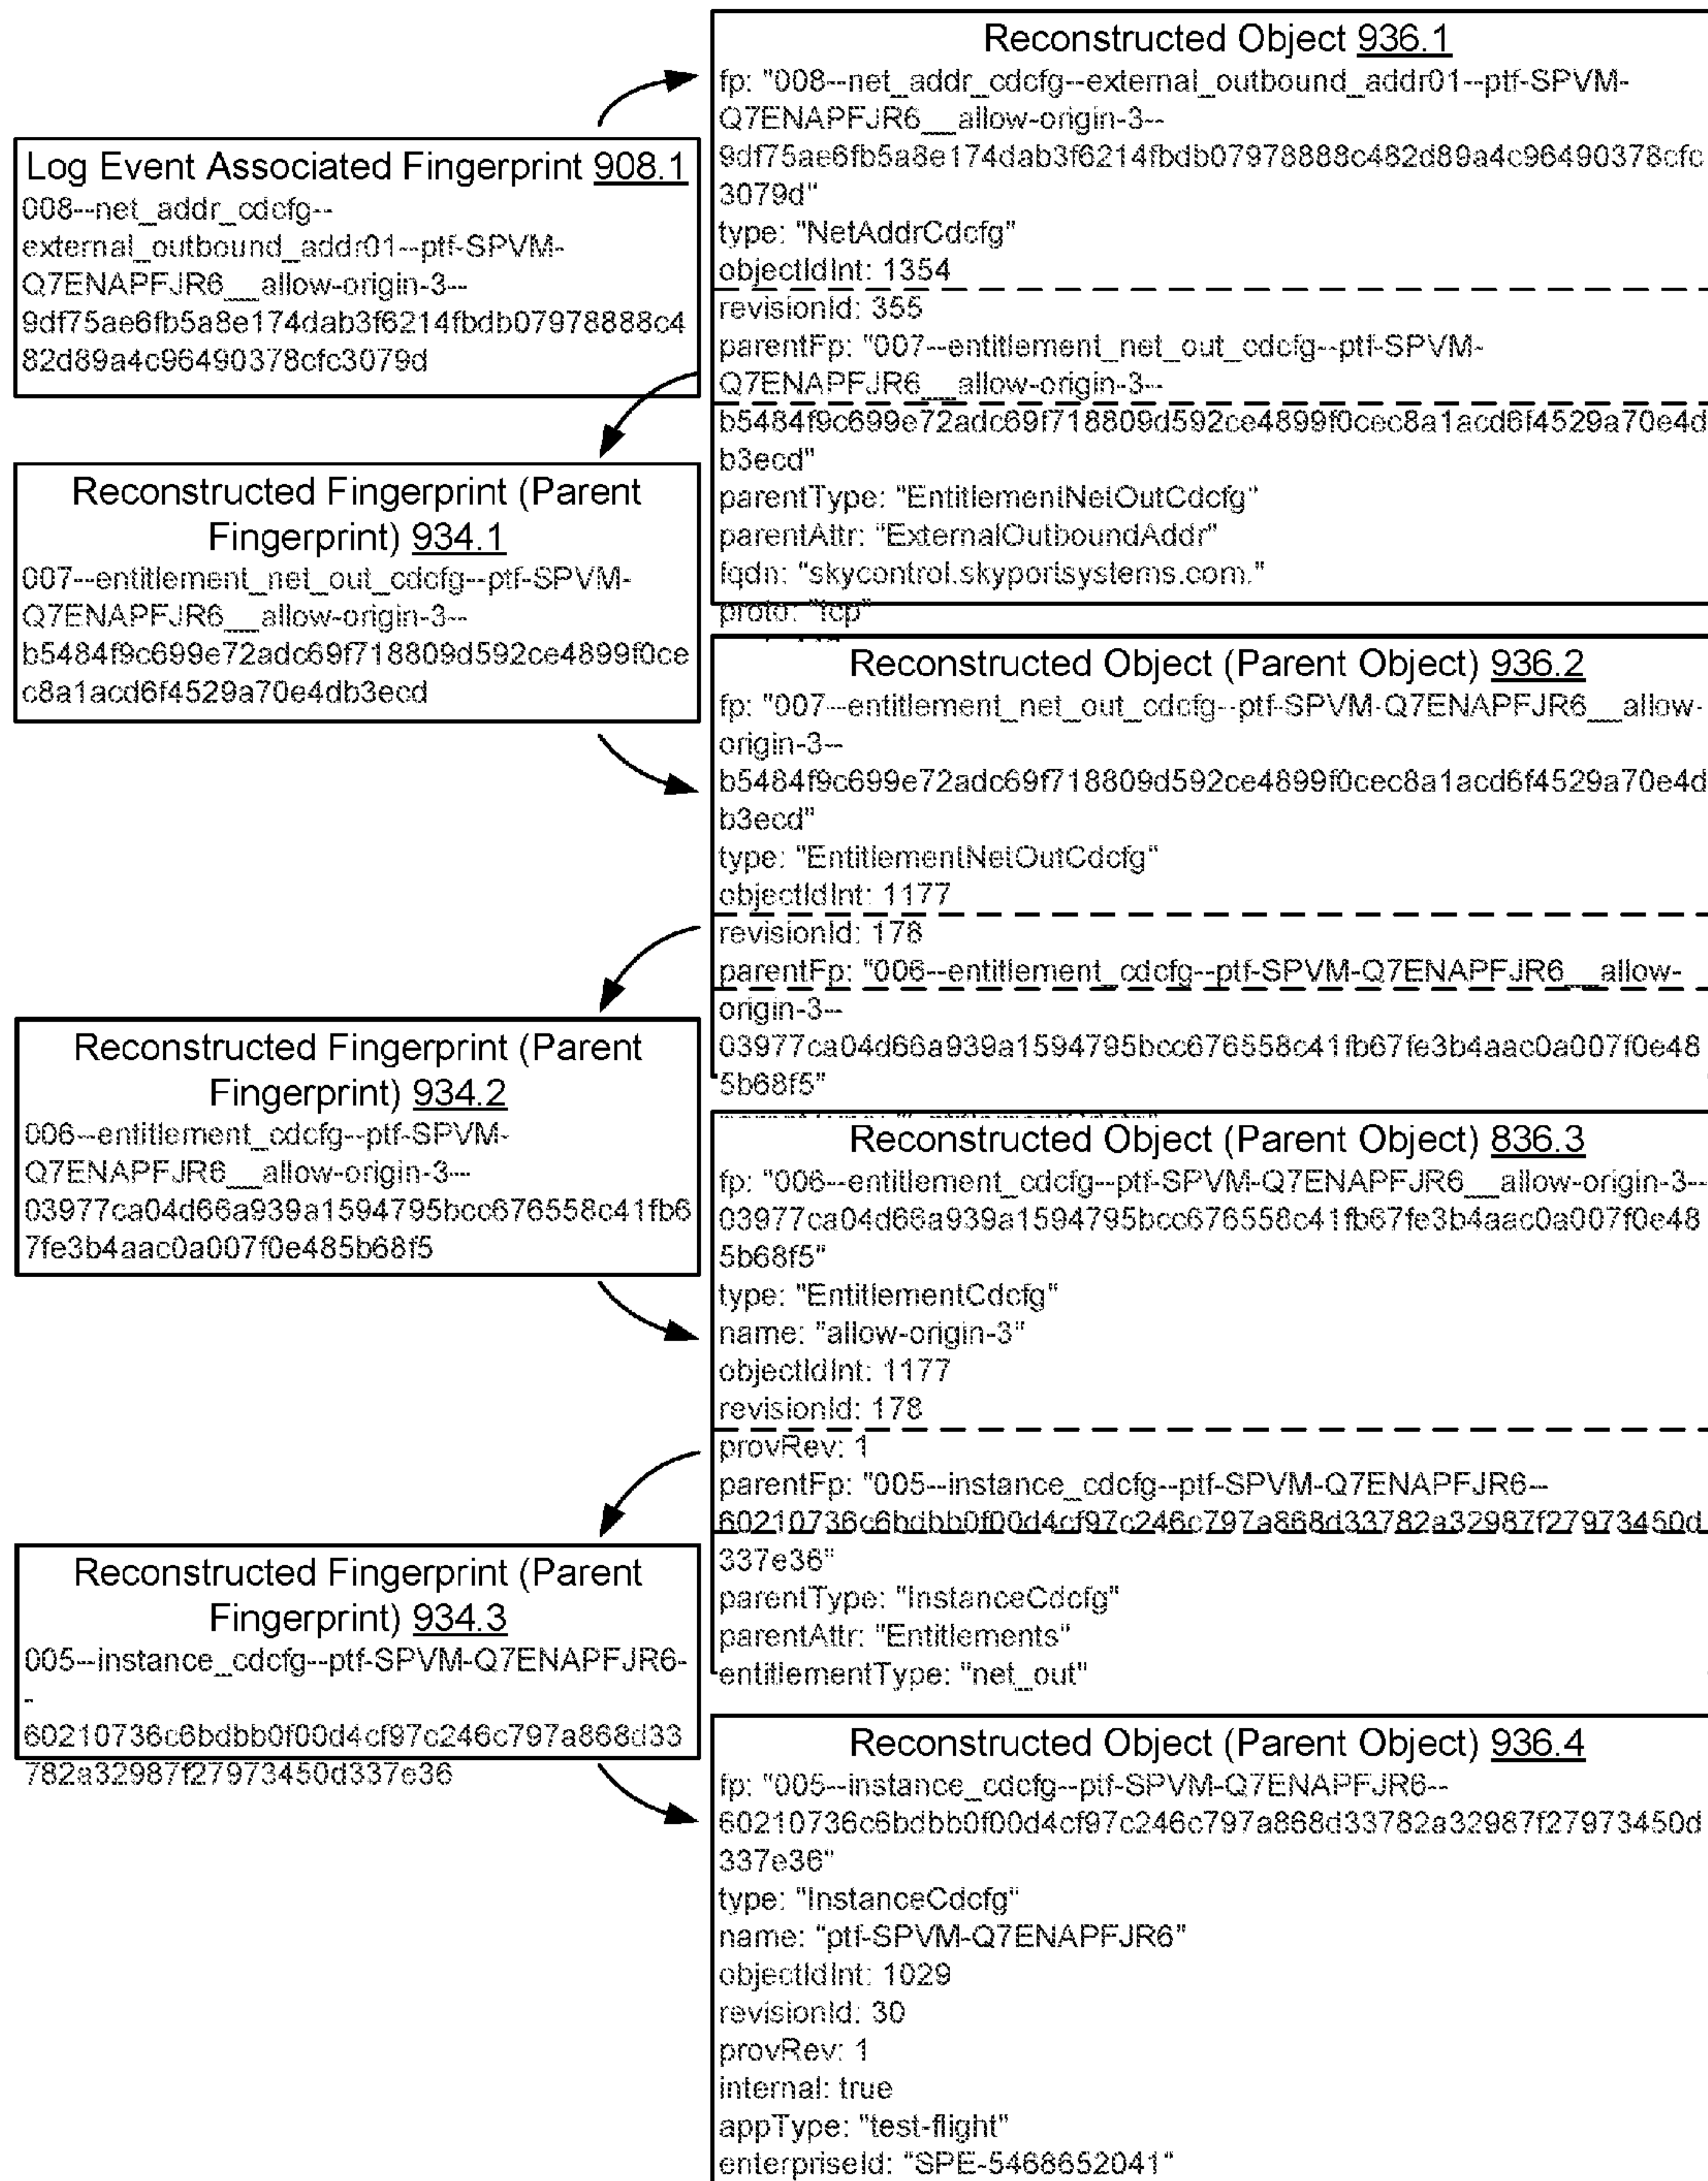 Log Event Associated Fingerprint 908.1
008--net_addr_cdcfg--
external_outbound_addr01--ptf-SPVM-
Q7ENAPFJR6__allow-origin-3--
9df75ae6fb5a8e174dab3f6214fbdb07978888c4
82d89a4c96490378cfc3079d
Reconstructed Object 936.1
fp: "008--net_addr_cdcfg--external_outbound_addr01--ptf-SPVM-
Q7ENAPFJR6__allow-origin-3--
9df75ae6fb5a8e174dab3f6214fbdb07978888c482d89a4c96490378cfc
3079d"
type: "NetAddrCdcfg"
objectIdInt: 1354
revisionId: 355
parentFp: "007--entitlement_net_out_cdcfg--ptf-SPVM-
Q7ENAPFJR6__allow-origin-3--
b5484f9c699e72adc69f718809d592ce4899f0cec8a1acd6f4529a70e4d
b3ecd"
parentType: "EntitlementNetOutCdcfg"
parentAttr: "ExternalOutboundAddr"
fqdn: "skycontrol.skyportsystems.com."
proto: "tcp"
Reconstructed Fingerprint (Parent
Fingerprint) 934.1
007--entitlement_net_out_cdcfg--ptf-SPVM-
Q7ENAPFJR6__allow-origin-3--
b5484f9c699e72adc69f718809d592ce4899f0ce
c8a1acd6f4529a70e4db3ecd
Reconstructed Object (Parent Object) 936.2
fp: "007--entitlement_net_out_cdcfg--ptf-SPVM-Q7ENAPFJR6__allow-
origin-3--
b5484f9c699e72adc69f718809d592ce4899f0cec8a1acd6f4529a70e4d
b3ecd"
type: "EntitlementNetOutCdcfg"
objectIdInt: 1177
revisionId: 178
parentFp: "006--entitlement_cdcfg--ptf-SPVM-Q7ENAPFJR6__allow-
origin-3--
03977ca04d66a939a1594795bcc676558c41fb67fe3b4aac0a007f0e48
5b68f5"
Reconstructed Fingerprint (Parent
Fingerprint) 934.2
006--entitlement_cdcfg--ptf-SPVM-
Q7ENAPFJR6__allow-origin-3--
03977ca04d66a939a1594795bcc676558c41fb6
7fe3b4aac0a007f0e485b68f5
Reconstructed Object (Parent Object) 836.3
fp: "006--entitlement_cdcfg--ptf-SPVM-Q7ENAPFJR6__allow-origin-3--
03977ca04d66a939a1594795bcc676558c41fb67fe3b4aac0a007f0e48
5b68f5"
type: "EntitlementCdcfg"
name: "allow-origin-3"
objectIdInt: 1177
revisionId: 178
provRev: 1
parentFp: "005--instance_cdcfg--ptf-SPVM-Q7ENAPFJR6--
60210736c6bdbb0f00d4cf97c246c797a868d33782a32987f27973450d
337e36"
parentType: "InstanceCdcfg"
parentAttr: "Entitlements"
entitlementType: "net_out"
Reconstructed Fingerprint (Parent
Fingerprint) 934.3
005--instance_cdcfg--ptf-SPVM-Q7ENAPFJR6-
-
60210736c6bdbb0f00d4cf97c246c797a868d33
782a32987f27973450d337e36
Reconstructed Object (Parent Object) 936.4
fp: "005--instance_cdcfg--ptf-SPVM-Q7ENAPFJR6--
60210736c6bdbb0f00d4cf97c246c797a868d33782a32987f27973450d
337e36"
type: "InstanceCdcfg"
name: "ptf-SPVM-Q7ENAPFJR6"
objectIdInt: 1029
revisionId: 30
provRev: 1
internal: true
appType: "test-flight"
enterpriseId: "SPE-5468652041"